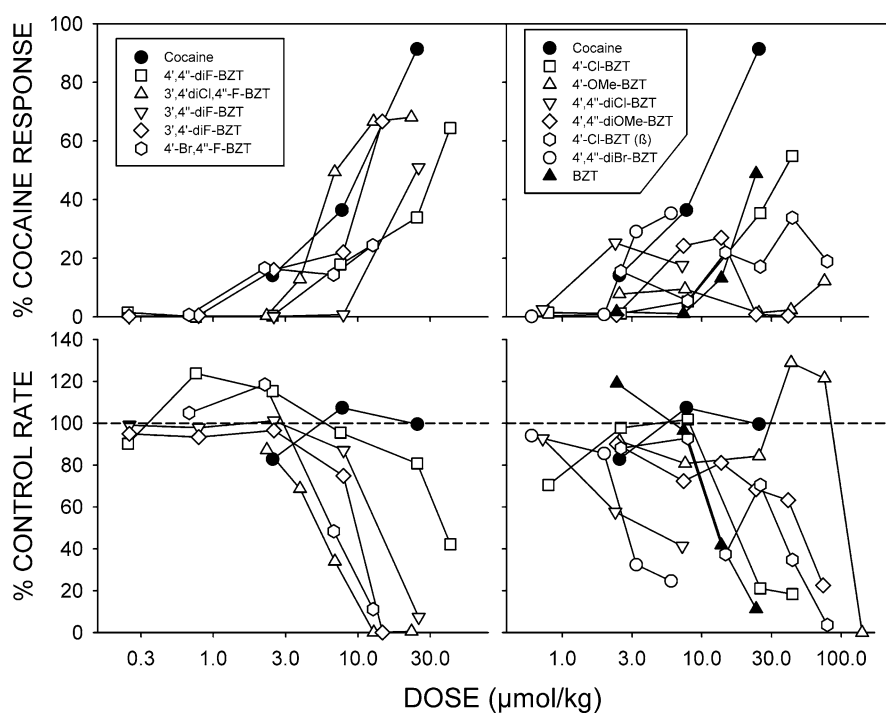 % COCAINE RESPONSE
100
80
60
40
20
0
Cocaine
4',4"-diF-BZT
3',4'diCl,4"-F-BZT
3',4"-diF-BZT
3',4'-diF-BZT
4'-Br,4"-F-BZT
Cocaine
4'-Cl-BZT
4'-OMe-BZT
4',4"-diCl-BZT
4',4"-diOMe-BZT
4'-Cl-BZT (ß)
4',4"-diBr-BZT
BZT
% CONTROL RATE
140
120
100
80
60
40
20
0
0.3 1.0 3.0 10.0 30.0
1.0 3.0 10.0 30.0 100.0
DOSE (µmol/kg)